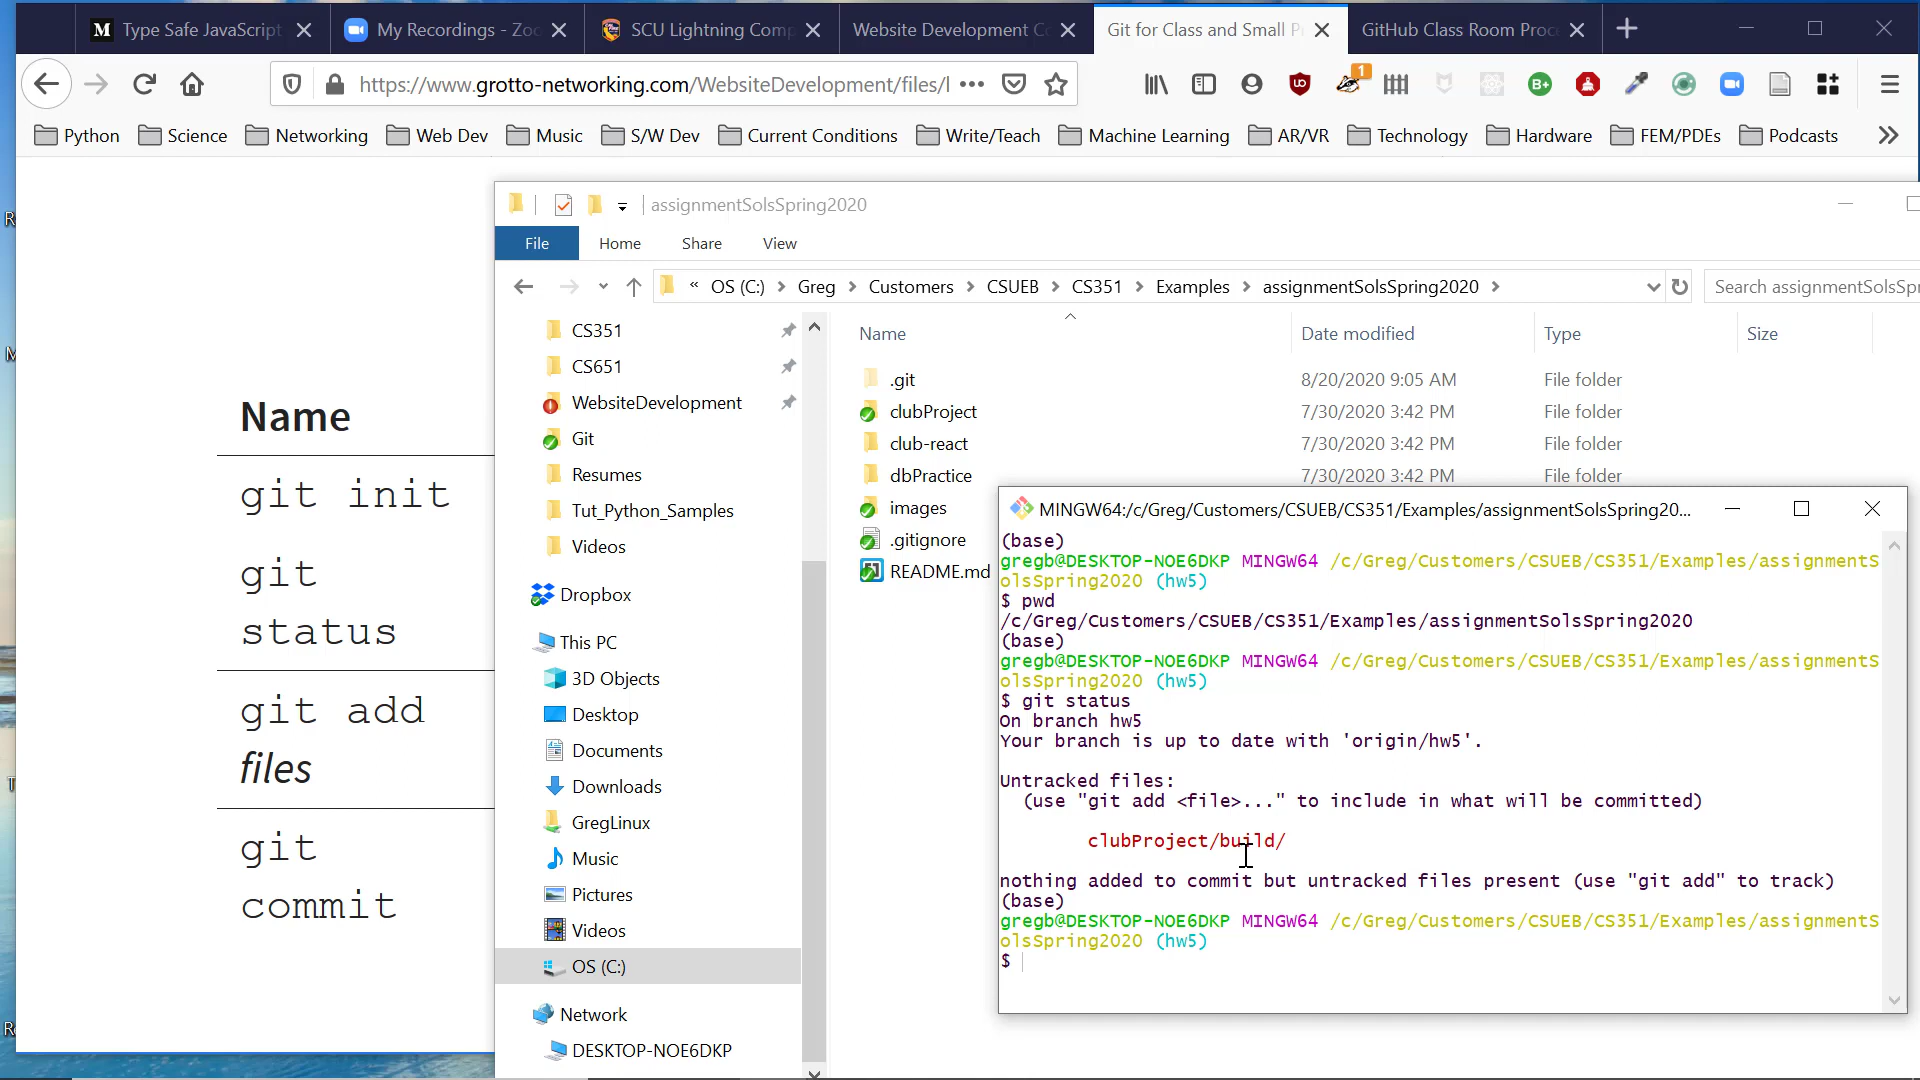 Type Safe JavaScript
My Recordings - Zoo
SCU Lightning Comp
Website Development Co
Git for Class and Small P
GitHub Class Room Proc
https://www.grotto-networking.com/WebsiteDevelopment/files/l
1
Python
Science
Networking
Web Dev
Music
S/W Dev
Current Conditions
Write/Teach
Machine Learning
AR/VR
Technology
Hardware
FEM/PDEs
Podcasts
Name
git init
git
status
git add
files
git
commit
assignmentSolsSpring2020
File Home Share View
« OS (C:) > Greg > Customers > CSUEB > CS351 > Examples > assignmentSolsSpring2020 >
Search assignmentSolsSpr
CS351
CS651
WebsiteDevelopment
Git
Resumes
Tut_Python_Samples
Videos
Dropbox
This PC
3D Objects
Desktop
Documents
Downloads
GregLinux
Music
Pictures
Videos
OS (C:)
Network
DESKTOP-NOE6DKP
Name Date modified Type Size
.git 8/20/2020 9:05 AM File folder
clubProject 7/30/2020 3:42 PM File folder
club-react 7/30/2020 3:42 PM File folder
dbPractice 7/30/2020 3:42 PM File folder
images
.gitignore
README.md
MINGW64:/c/Greg/Customers/CSUEB/CS351/Examples/assignmentSolsSpring20...
(base)
gregb@DESKTOP-NOE6DKP MINGW64 /c/Greg/Customers/CSUEB/CS351/Examples/assignmentS
olsSpring2020 (hw5)
$ pwd
/c/Greg/Customers/CSUEB/CS351/Examples/assignmentSolsSpring2020
(base)
gregb@DESKTOP-NOE6DKP MINGW64 /c/Greg/Customers/CSUEB/CS351/Examples/assignmentS
olsSpring2020 (hw5)
$ git status
On branch hw5
Your branch is up to date with 'origin/hw5'.
Untracked files:
(use "git add <file>..." to include in what will be committed)
clubProject/build/
nothing added to commit but untracked files present (use "git add" to track)
(base)
gregb@DESKTOP-NOE6DKP MINGW64 /c/Greg/Customers/CSUEB/CS351/Examples/assignmentS
olsSpring2020 (hw5)
$